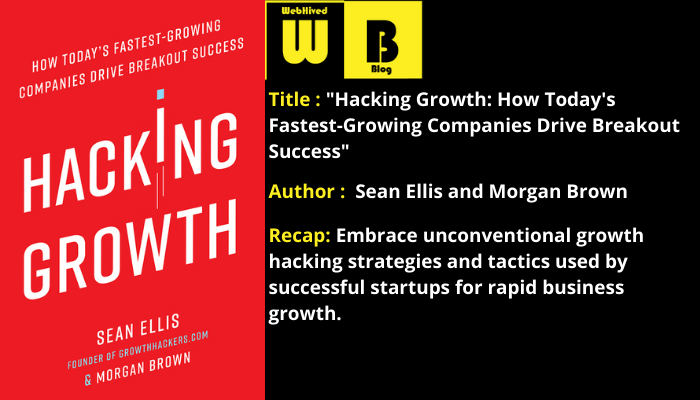 HOW TODAY'S FASTEST-GROWING
COMPANIES DRIVE BREAKOUT SUCCESS
HACKING
GROWTH
SEAN ELLIS
FOUNDER OF GROWTHHACKERS.COM
& MORGAN BROWN
WebHived
W
B
Blog
Title : "Hacking Growth: How Today's
Fastest-Growing Companies Drive Breakout
Success"
Author : Sean Ellis and Morgan Brown
Recap: Embrace unconventional growth
hacking strategies and tactics used by
successful startups for rapid business
growth.